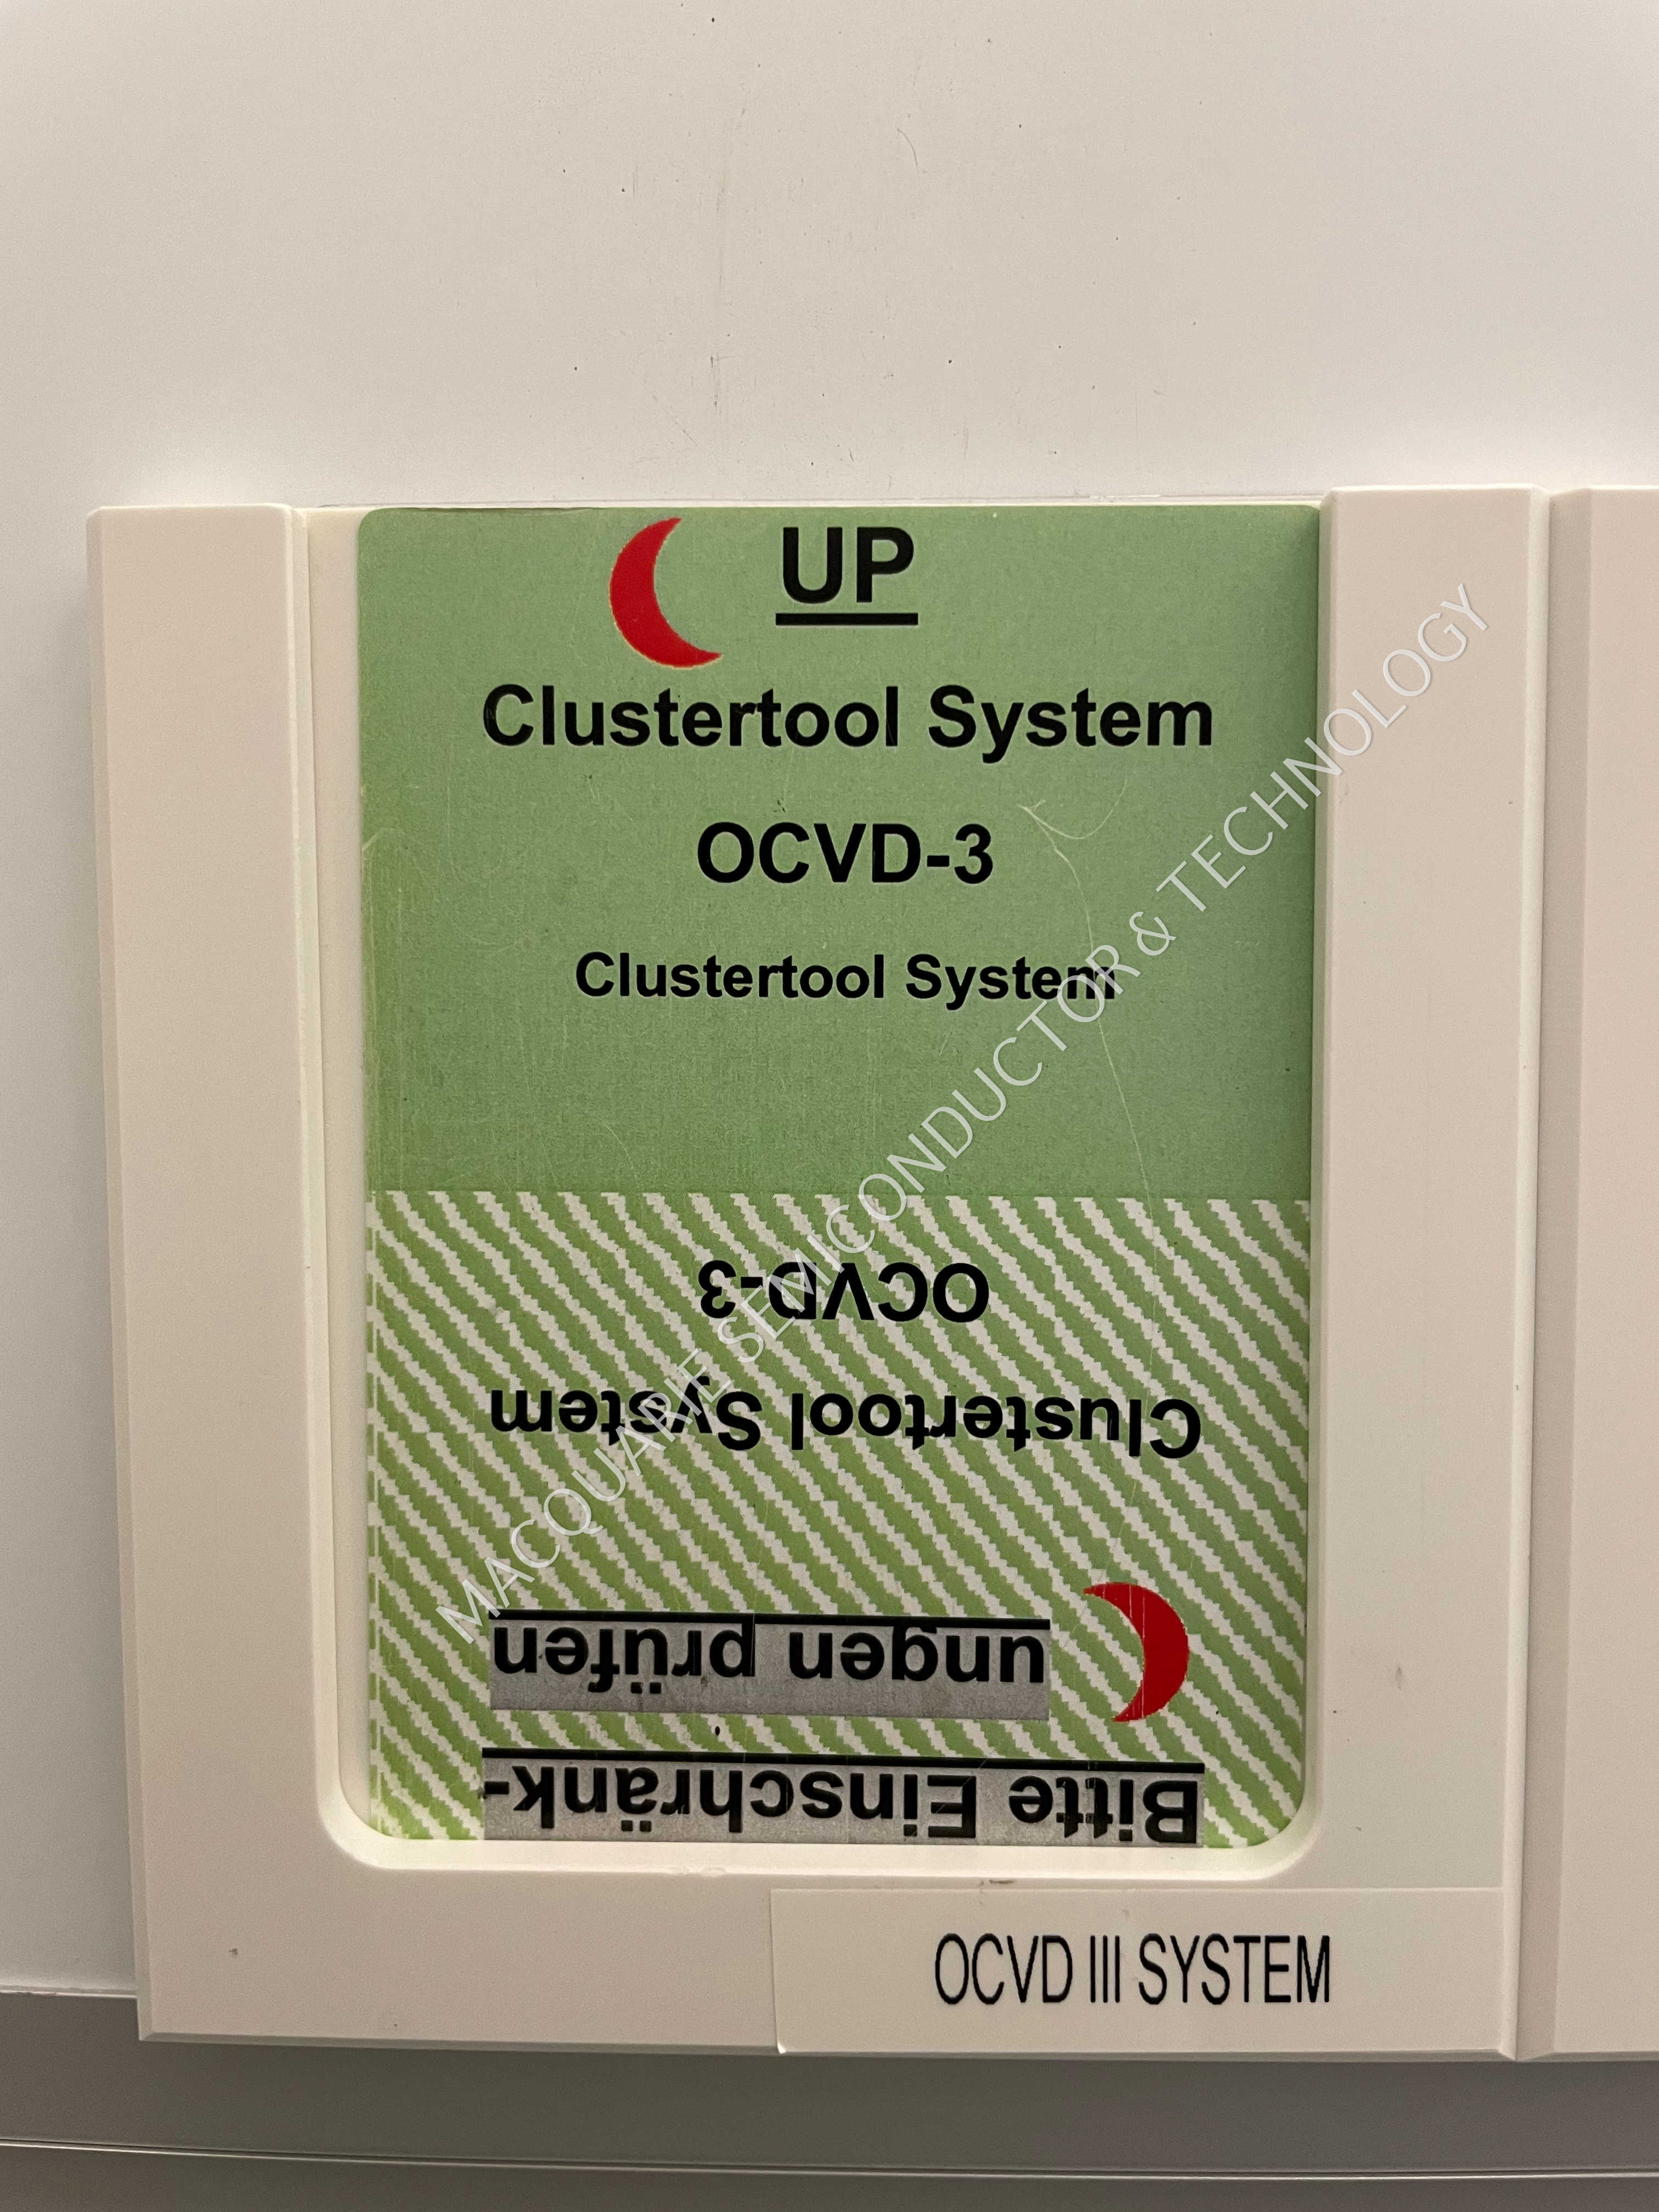 UP
Clustertool System
OCVD-3
Clustertool System
OCVD-3
Clustertool System
ungen prüfen
Bitte Einschränk-
OCVD III SYSTEM
MACQUARIE SEMICONDUCTOR & TECHNOLOGY